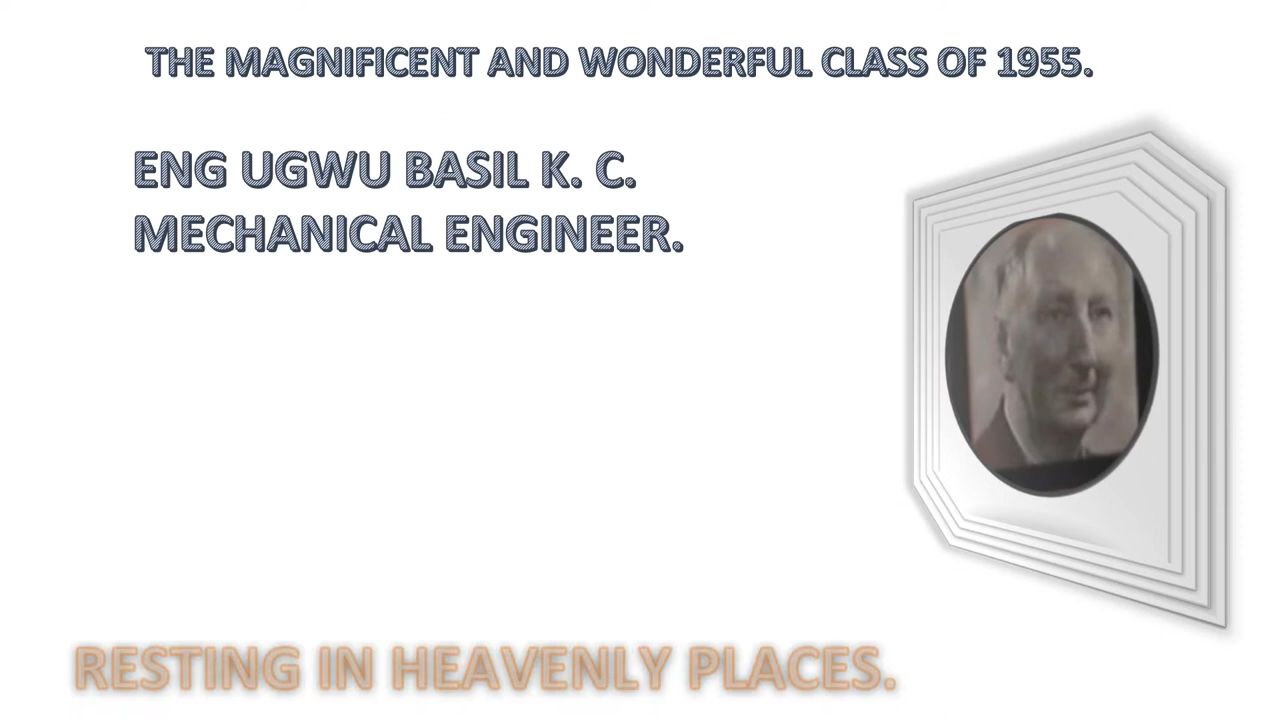 THE MAGNIFICENT AND WONDERFUL CLASS OF 1955.
ENG UGWU BASIL K. C.
MECHANICAL ENGINEER.
RESTING IN HEAVENLY PLACES.